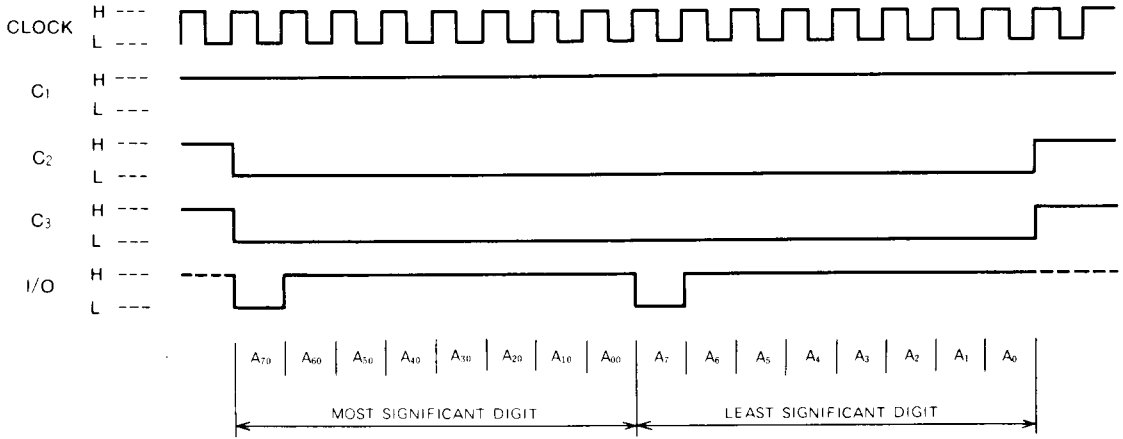 CLOCK H ---
L ---
C₁ H ---
L ---
C₂ H ---
L ---
C₃ H ---
L ---
I/O H ---
L ---
A₇₀ A₆₀ A₅₀ A₄₀ A₃₀ A₂₀ A₁₀ A₀₀ A₇ A₆ A₅ A₄ A₃ A₂ A₁ A₀
MOST SIGNIFICANT DIGIT LEAST SIGNIFICANT DIGIT